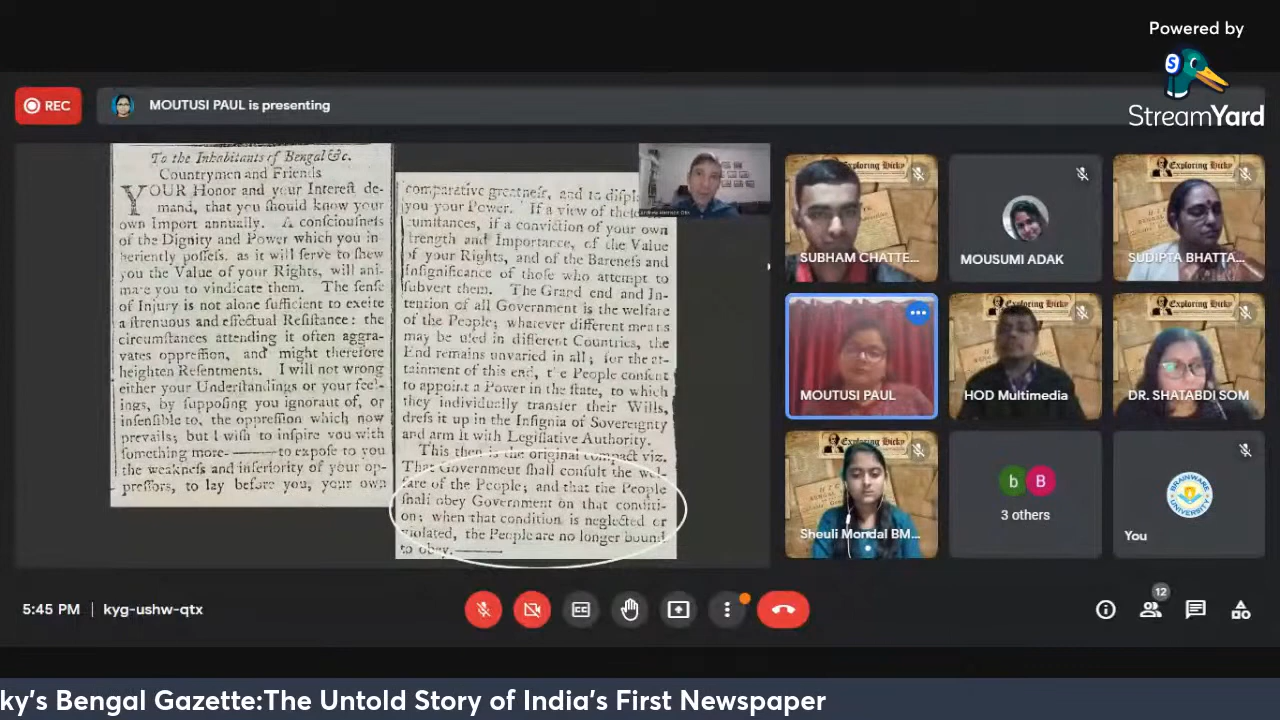 Powered by
StreamYard
REC
MOUTUSI PAUL is presenting
To the Inhabitants of Bengal &c.
Countrymen and Friends
YOUR Honor and your Interest de-
mand, that you should know your
own Import annually. A consciousness
of the Dignity and Power which you in-
heriently possess, as it will serve to shew
you the Value of your Rights, will ani-
mate you to vindicate them. The sense
of Injury is not alone sufficient to exeite
a strenuous and effectual Resistance: the
circumstances attending it often aggra-
vates oppression, and might therefore
heighten Resentments. I will not wrong
either your Understandings or your feel-
ings, by supposing you ignorant of, or
insensible to, the oppression which now
prevails; but I wish to inspire you with
something more- ——— to expose to you
the weakness and inferiority of your op-
pressors, to lay before you, your own
comparative greatness, and to
you your Power. If a view of
cumstances, if a conviction of your own
strength and Importance, of the Value
of your Rights, and of the Bareness and
Insignificance of those who attempt to
subvert them. The Grand end and In-
tention of all Government is the welfare
of the People; whatever different means
may be used in different Countries, the
End remains unvaried in all; for the at-
tainment of this end, the People consent
to appoint a Power in the state, to which
they individually transfer their Wills,
dress it up in the Insignia of Sovereignty
and arm it with Legislative Authority.
This then is the original compact viz.
That Government shall consult the wel-
fare of the People; and that the People
shall obey Government on that conditi-
on; when that condition is neglected or
violated, the People are no longer bound
to obey. ———
SUBHAM CHATTE...
MOUSUMI ADAK
SUDIPTA BHATTA...
MOUTUSI PAUL
HOD Multimedia
DR. SHATABDI SOM
Sheuli Mondal BM...
b B
3 others
BRAINWARE UNIVERSITY
You
Exploring Hicky
5:45 PM | kyg-ushw-qtx
12
ky's Bengal Gazette:The Untold Story of India's First Newspaper